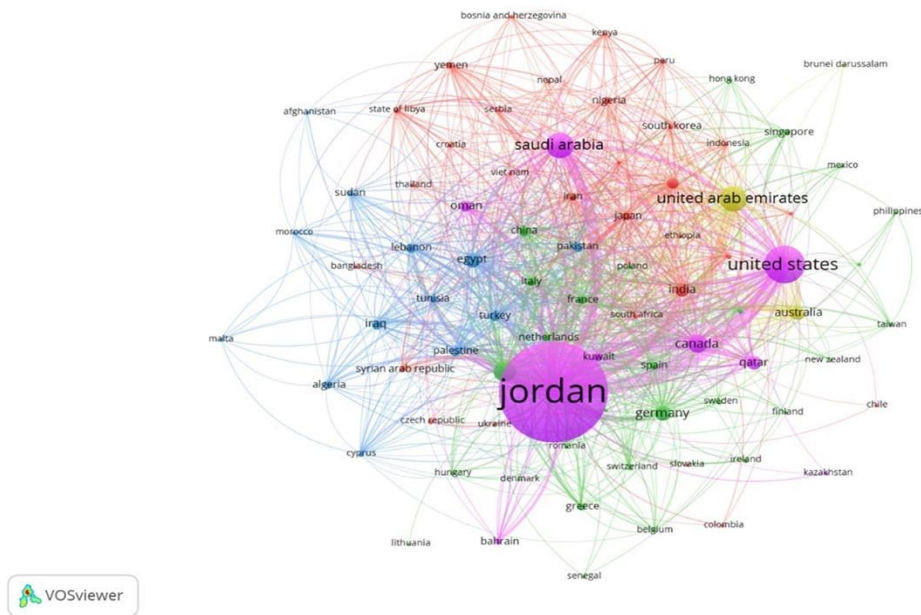 bosnia and-herzegovina
kenya
peru
yemen
brunei darussalam
nepal
hong kong
afghanistan
state of libya
serbia
nigeria
south korea
singapore
croatia
saudi arabia
indonesia
mexico
viet nam
thailand
sudan
iran
united arab emirates
oman
japan
philippines
china
ethiopia
morocco
lebanon
egypt
pakistan
bangladesh
poland
united states
italy
india
tunisia
france
iraq
turkey
south africa
australia
taiwan
malta
netherlands
palestine
kuwait
canada
syrian arab republic
spain
qatar
new zealand
algeria
jordan
sweden
chile
czech republic
ukraine
germany
finland
romania
cyprus
hungary
denmark
switzerland
slovakia
ireland
kazakhstan
greece
colombia
belgium
bahrain
lithuania
senegal
VOSviewer